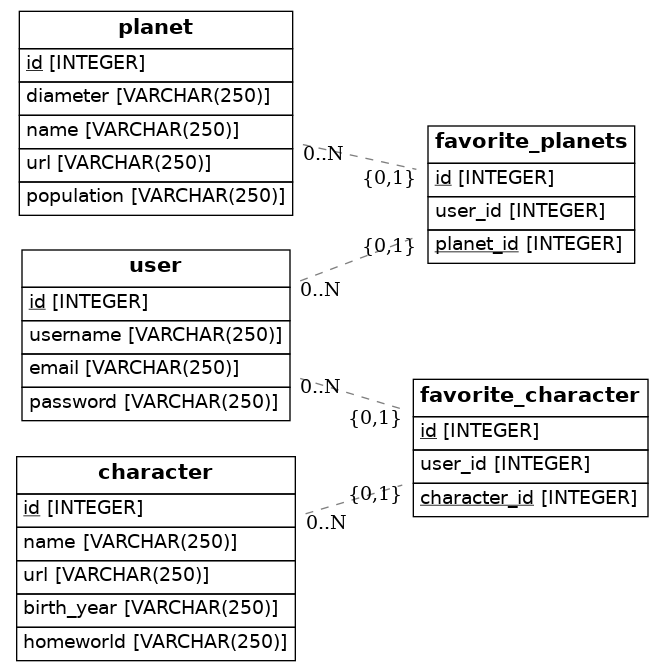 planet
id [INTEGER]
diameter [VARCHAR(250)]
name [VARCHAR(250)]
url [VARCHAR(250)]
population [VARCHAR(250)]
0..N
{0,1}
favorite_planets
id [INTEGER]
user_id [INTEGER]
planet_id [INTEGER]
user
id [INTEGER]
username [VARCHAR(250)]
email [VARCHAR(250)]
password [VARCHAR(250)]
{0,1}
0..N
0..N
{0,1}
favorite_character
id [INTEGER]
user_id [INTEGER]
character_id [INTEGER]
character
id [INTEGER]
name [VARCHAR(250)]
url [VARCHAR(250)]
birth_year [VARCHAR(250)]
homeworld [VARCHAR(250)]
{0,1}
0..N